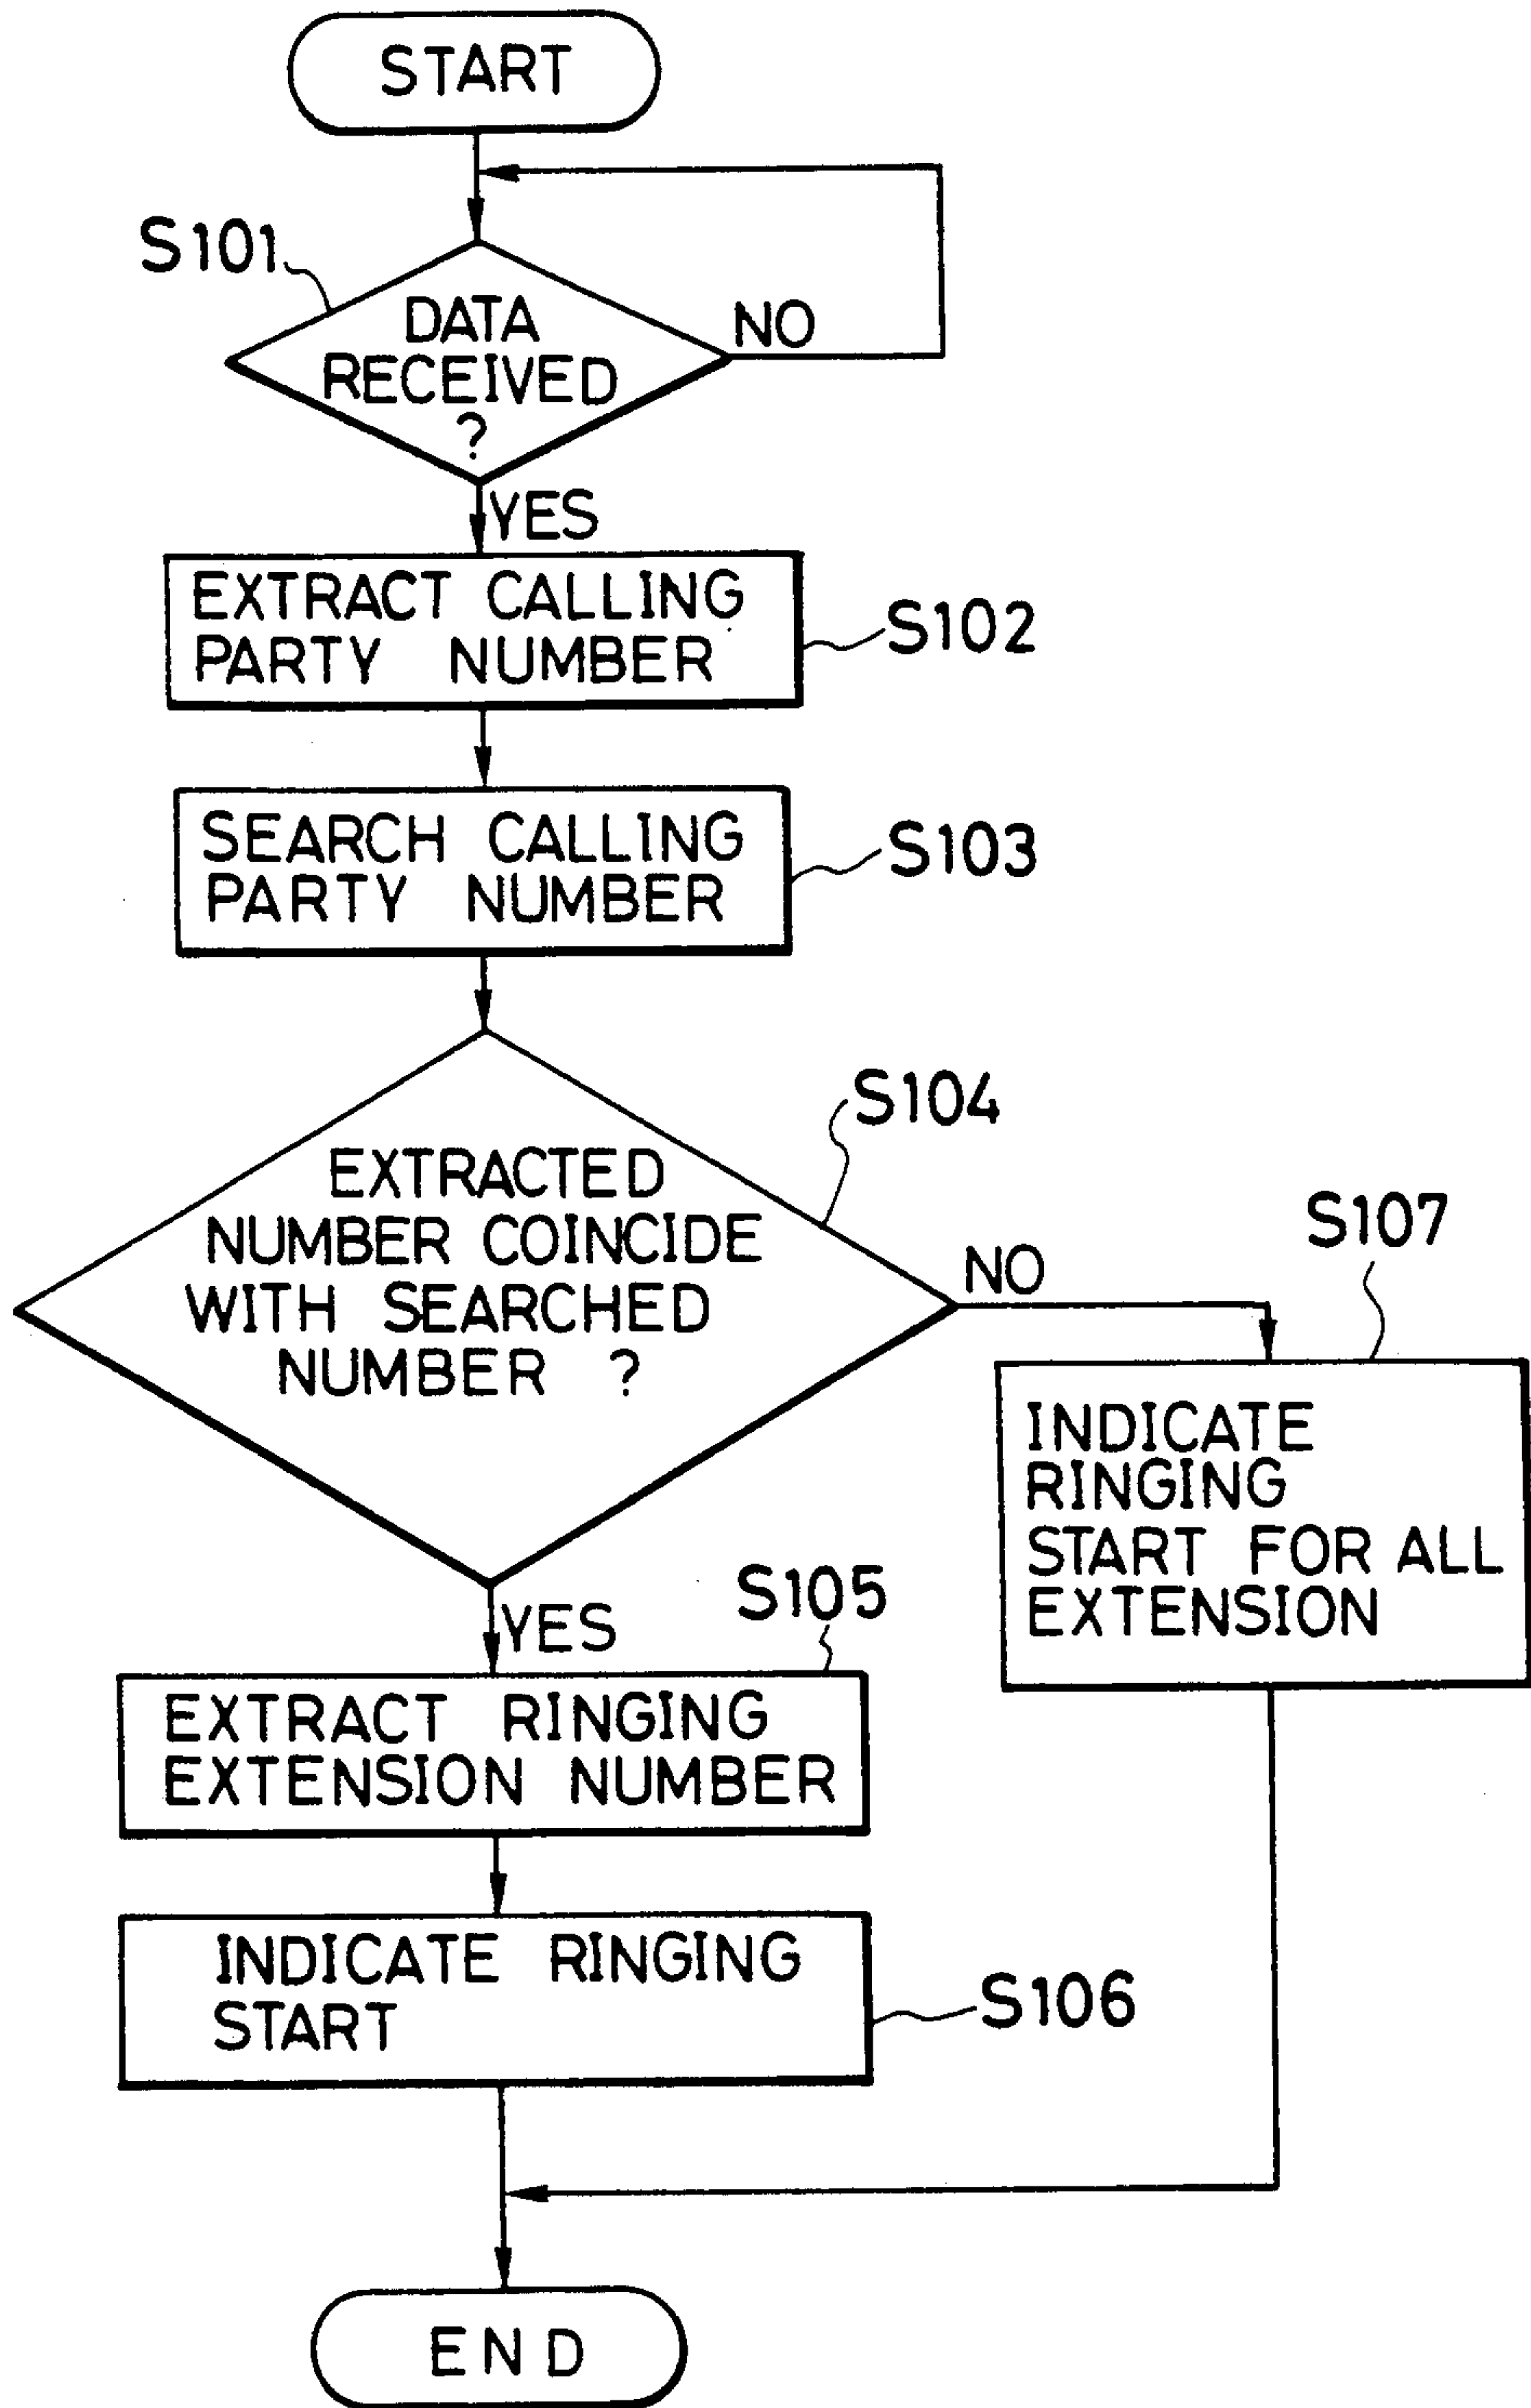 START
S101
DATA
RECEIVED
?
NO
YES
EXTRACT CALLING
PARTY NUMBER
S102
SEARCH CALLING
PARTY NUMBER
S103
S104
EXTRACTED
NUMBER COINCIDE
WITH SEARCHED
NUMBER ?
NO
S107
INDICATE
RINGING
START FOR ALL
EXTENSION
YES
S105
EXTRACT RINGING
EXTENSION NUMBER
INDICATE RINGING
START
S106
END